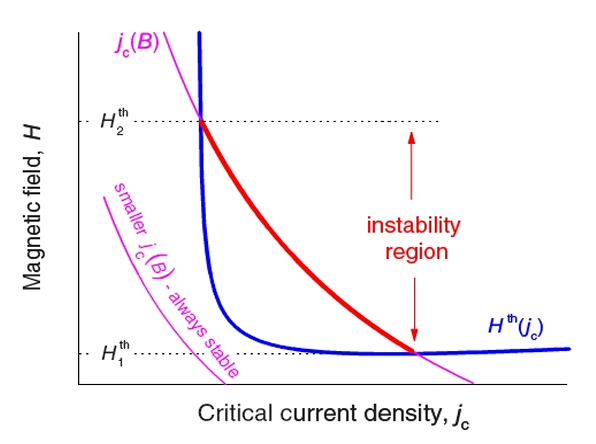 j_c(B)
H_2^th
Magnetic field, H
smaller j_c(B) - always stable
instability
region
H^th(j_c)
H_1^th
Critical current density, j_c